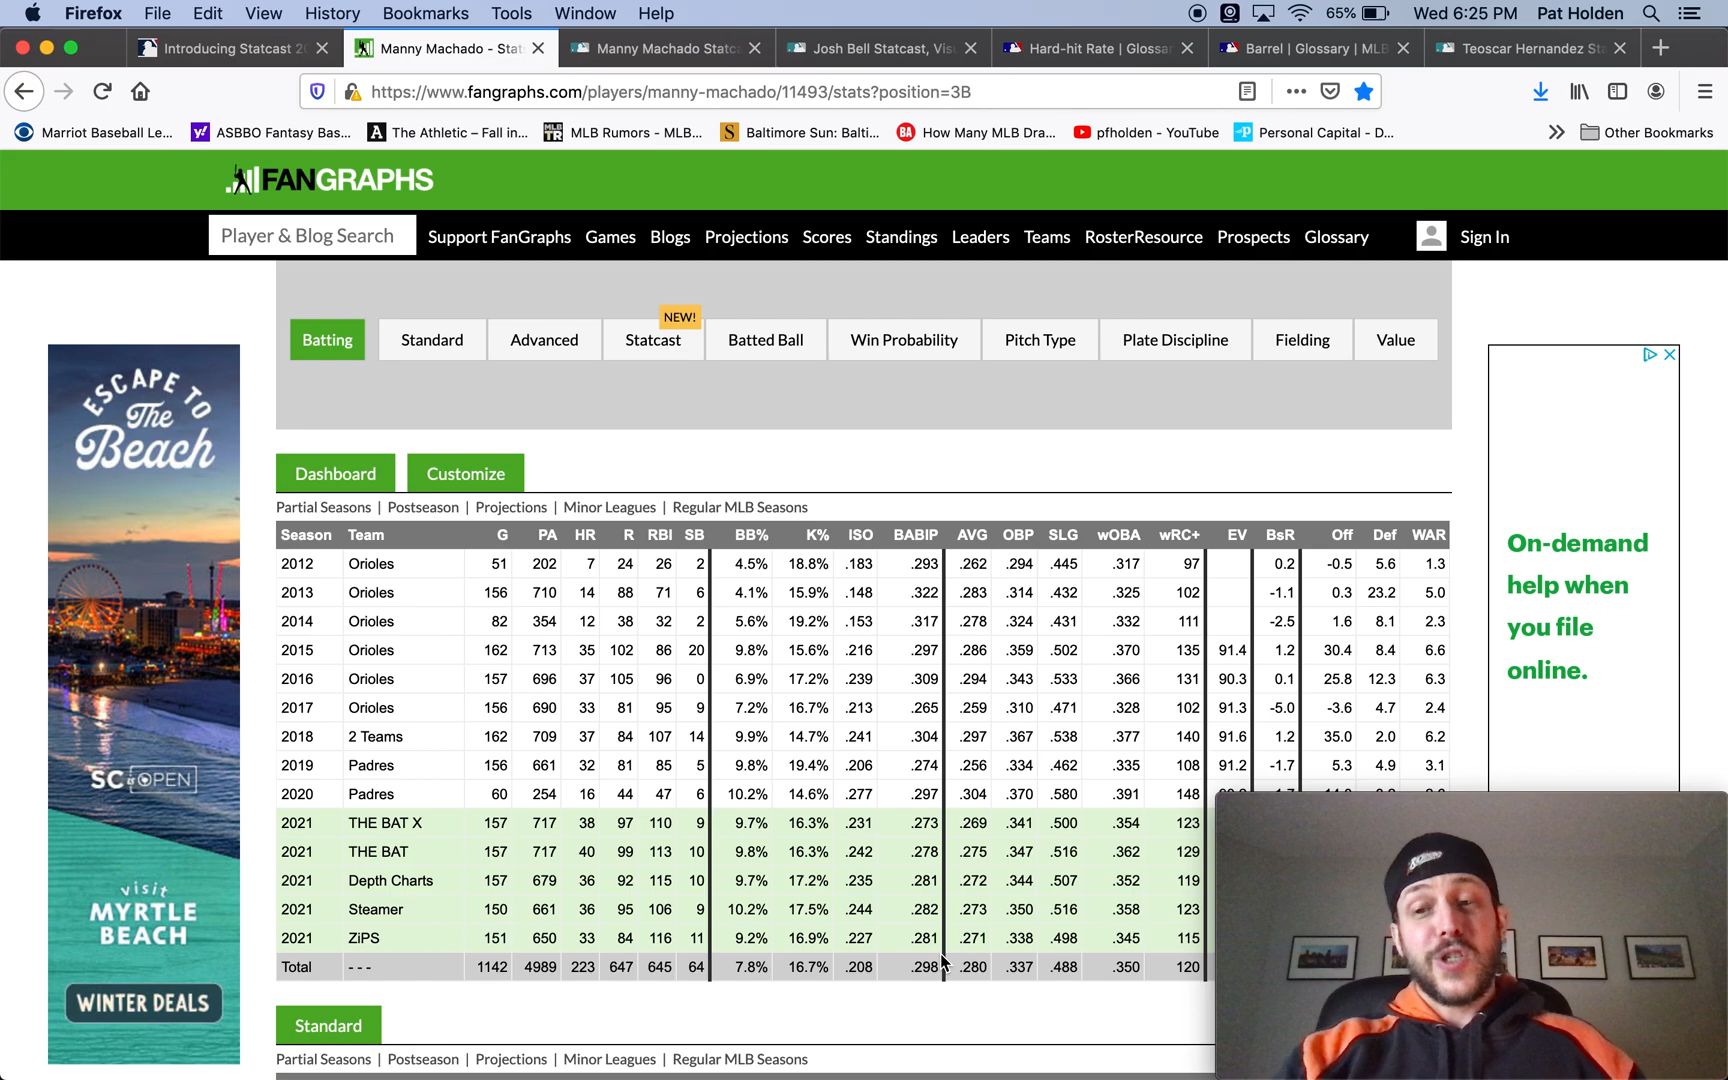 Firefox File Edit View History Bookmarks Tools Window Help 65% Wed 6:25 PM Pat Holden
Introducing Statcast 20 Manny Machado - Stat Manny Machado Statca Josh Bell Statcast, Visu Hard-hit Rate | Glossar Barrel | Glossary | MLB Teoscar Hernandez Sta
https://www.fangraphs.com/players/manny-machado/11493/stats?position=3B
Marriot Baseball Le... ASBBO Fantasy Bas... The Athletic – Fall in... MLB Rumors - MLB... Baltimore Sun: Balti... How Many MLB Dra... pfholden - YouTube Personal Capital - D... Other Bookmarks
FANGRAPHS
Player & Blog Search Support FanGraphs Games Blogs Projections Scores Standings Leaders Teams RosterResource Prospects Glossary Sign In
NEW!
Batting Standard Advanced Statcast Batted Ball Win Probability Pitch Type Plate Discipline Fielding Value
Dashboard Customize
Partial Seasons | Postseason | Projections | Minor Leagues | Regular MLB Seasons
Season Team G PA HR R RBI SB BB% K% ISO BABIP AVG OBP SLG wOBA wRC+ EV BsR Off Def WAR
2012 Orioles 51 202 7 24 26 2 4.5% 18.8% .183 .293 .262 .294 .445 .317 97 0.2 -0.5 5.6 1.3
2013 Orioles 156 710 14 88 71 6 4.1% 15.9% .148 .322 .283 .314 .432 .325 102 -1.1 0.3 23.2 5.0
2014 Orioles 82 354 12 38 32 2 5.6% 19.2% .153 .317 .278 .324 .431 .332 111 -2.5 1.6 8.1 2.3
2015 Orioles 162 713 35 102 86 20 9.8% 15.6% .216 .297 .286 .359 .502 .370 135 91.4 1.2 30.4 8.4 6.6
2016 Orioles 157 696 37 105 96 0 6.9% 17.2% .239 .309 .294 .343 .533 .366 131 90.3 0.1 25.8 12.3 6.3
2017 Orioles 156 690 33 81 95 9 7.2% 16.7% .213 .265 .259 .310 .471 .328 102 91.3 -5.0 -3.6 4.7 2.4
2018 2 Teams 162 709 37 84 107 14 9.9% 14.7% .241 .304 .297 .367 .538 .377 140 91.6 1.2 35.0 2.0 6.2
2019 Padres 156 661 32 81 85 5 9.8% 19.4% .206 .274 .256 .334 .462 .335 108 91.2 -1.7 5.3 4.9 3.1
2020 Padres 60 254 16 44 47 6 10.2% 14.6% .277 .297 .304 .370 .580 .391 148
2021 THE BAT X 157 717 38 97 110 9 9.7% 16.3% .231 .273 .269 .341 .500 .354 123
2021 THE BAT 157 717 40 99 113 10 9.8% 16.3% .242 .278 .275 .347 .516 .362 129
2021 Depth Charts 157 679 36 92 115 10 9.7% 17.2% .235 .281 .272 .344 .507 .352 119
2021 Steamer 150 661 36 95 106 9 10.2% 17.5% .244 .282 .273 .350 .516 .358 123
2021 ZiPS 151 650 33 84 116 11 9.2% 16.9% .227 .281 .271 .338 .498 .345 115
Total - - - 1142 4989 223 647 645 64 7.8% 16.7% .208 .298 .280 .337 .488 .350 120
Standard
Partial Seasons | Postseason | Projections | Minor Leagues | Regular MLB Seasons
ESCAPE TO
The
Beach
SC is OPEN
visit
MYRTLE
BEACH
WINTER DEALS
On-demand
help when
you file
online.